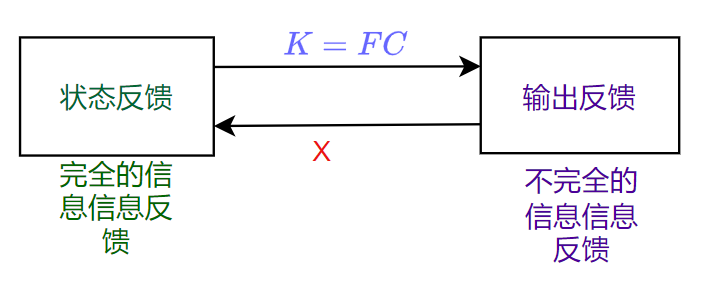 K = FC
状态反馈
输出反馈
X
完全的信
息信息反
馈
不完全的
信息信息
反馈